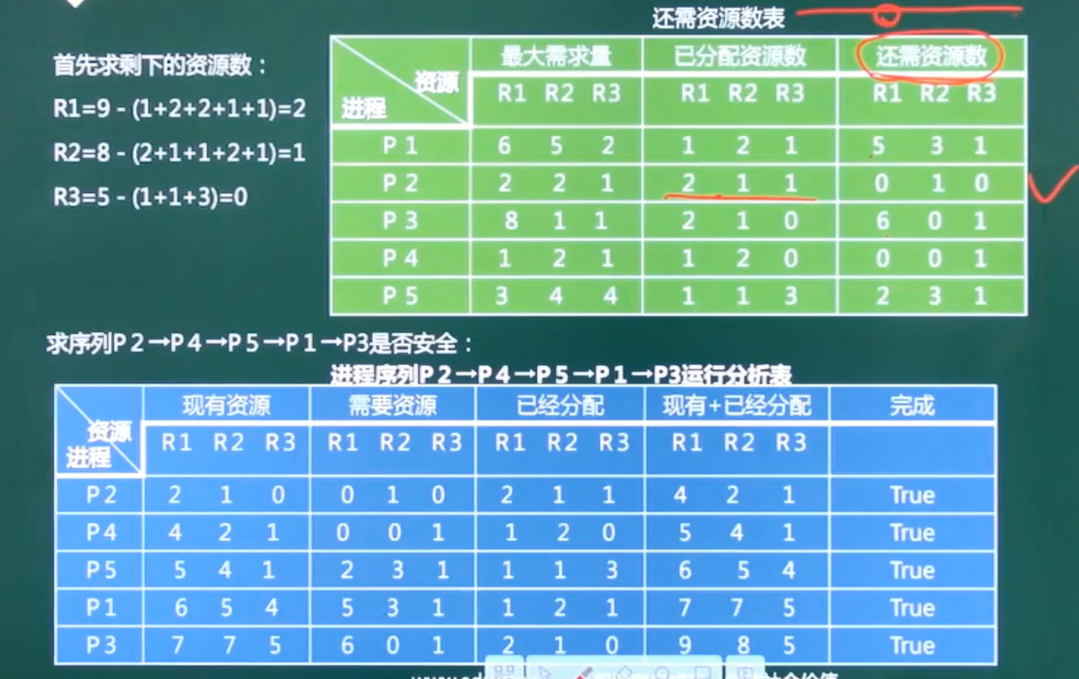 还需资源数表
首先求剩下的资源数：
R1=9 - (1+2+2+1+1)=2
R2=8 - (2+1+1+2+1)=1
R3=5 - (1+1+3)=0
资源 进程 最大需求量 已分配资源数 还需资源数
R1 R2 R3 R1 R2 R3 R1 R2 R3
P 1 6 5 2 1 2 1 5 3 1
P 2 2 2 1 2 1 1 0 1 0
P 3 8 1 1 2 1 0 6 0 1
P 4 1 2 1 1 2 0 0 0 1
P 5 3 4 4 1 1 3 2 3 1
求序列P 2→P 4→P 5→P 1→P3是否安全：
进程序列P 2→P 4→P 5→P 1→P3运行分析表
资源 进程 现有资源 需要资源 已经分配 现有+已经分配 完成
R1 R2 R3 R1 R2 R3 R1 R2 R3 R1 R2 R3
P 2 2 1 0 0 1 0 2 1 1 4 2 1 True
P 4 4 2 1 0 0 1 1 2 0 5 4 1 True
P 5 5 4 1 2 3 1 1 1 3 6 5 4 True
P 1 6 5 4 5 3 1 1 2 1 7 7 5 True
P 3 7 7 5 6 0 1 2 1 0 9 8 5 True